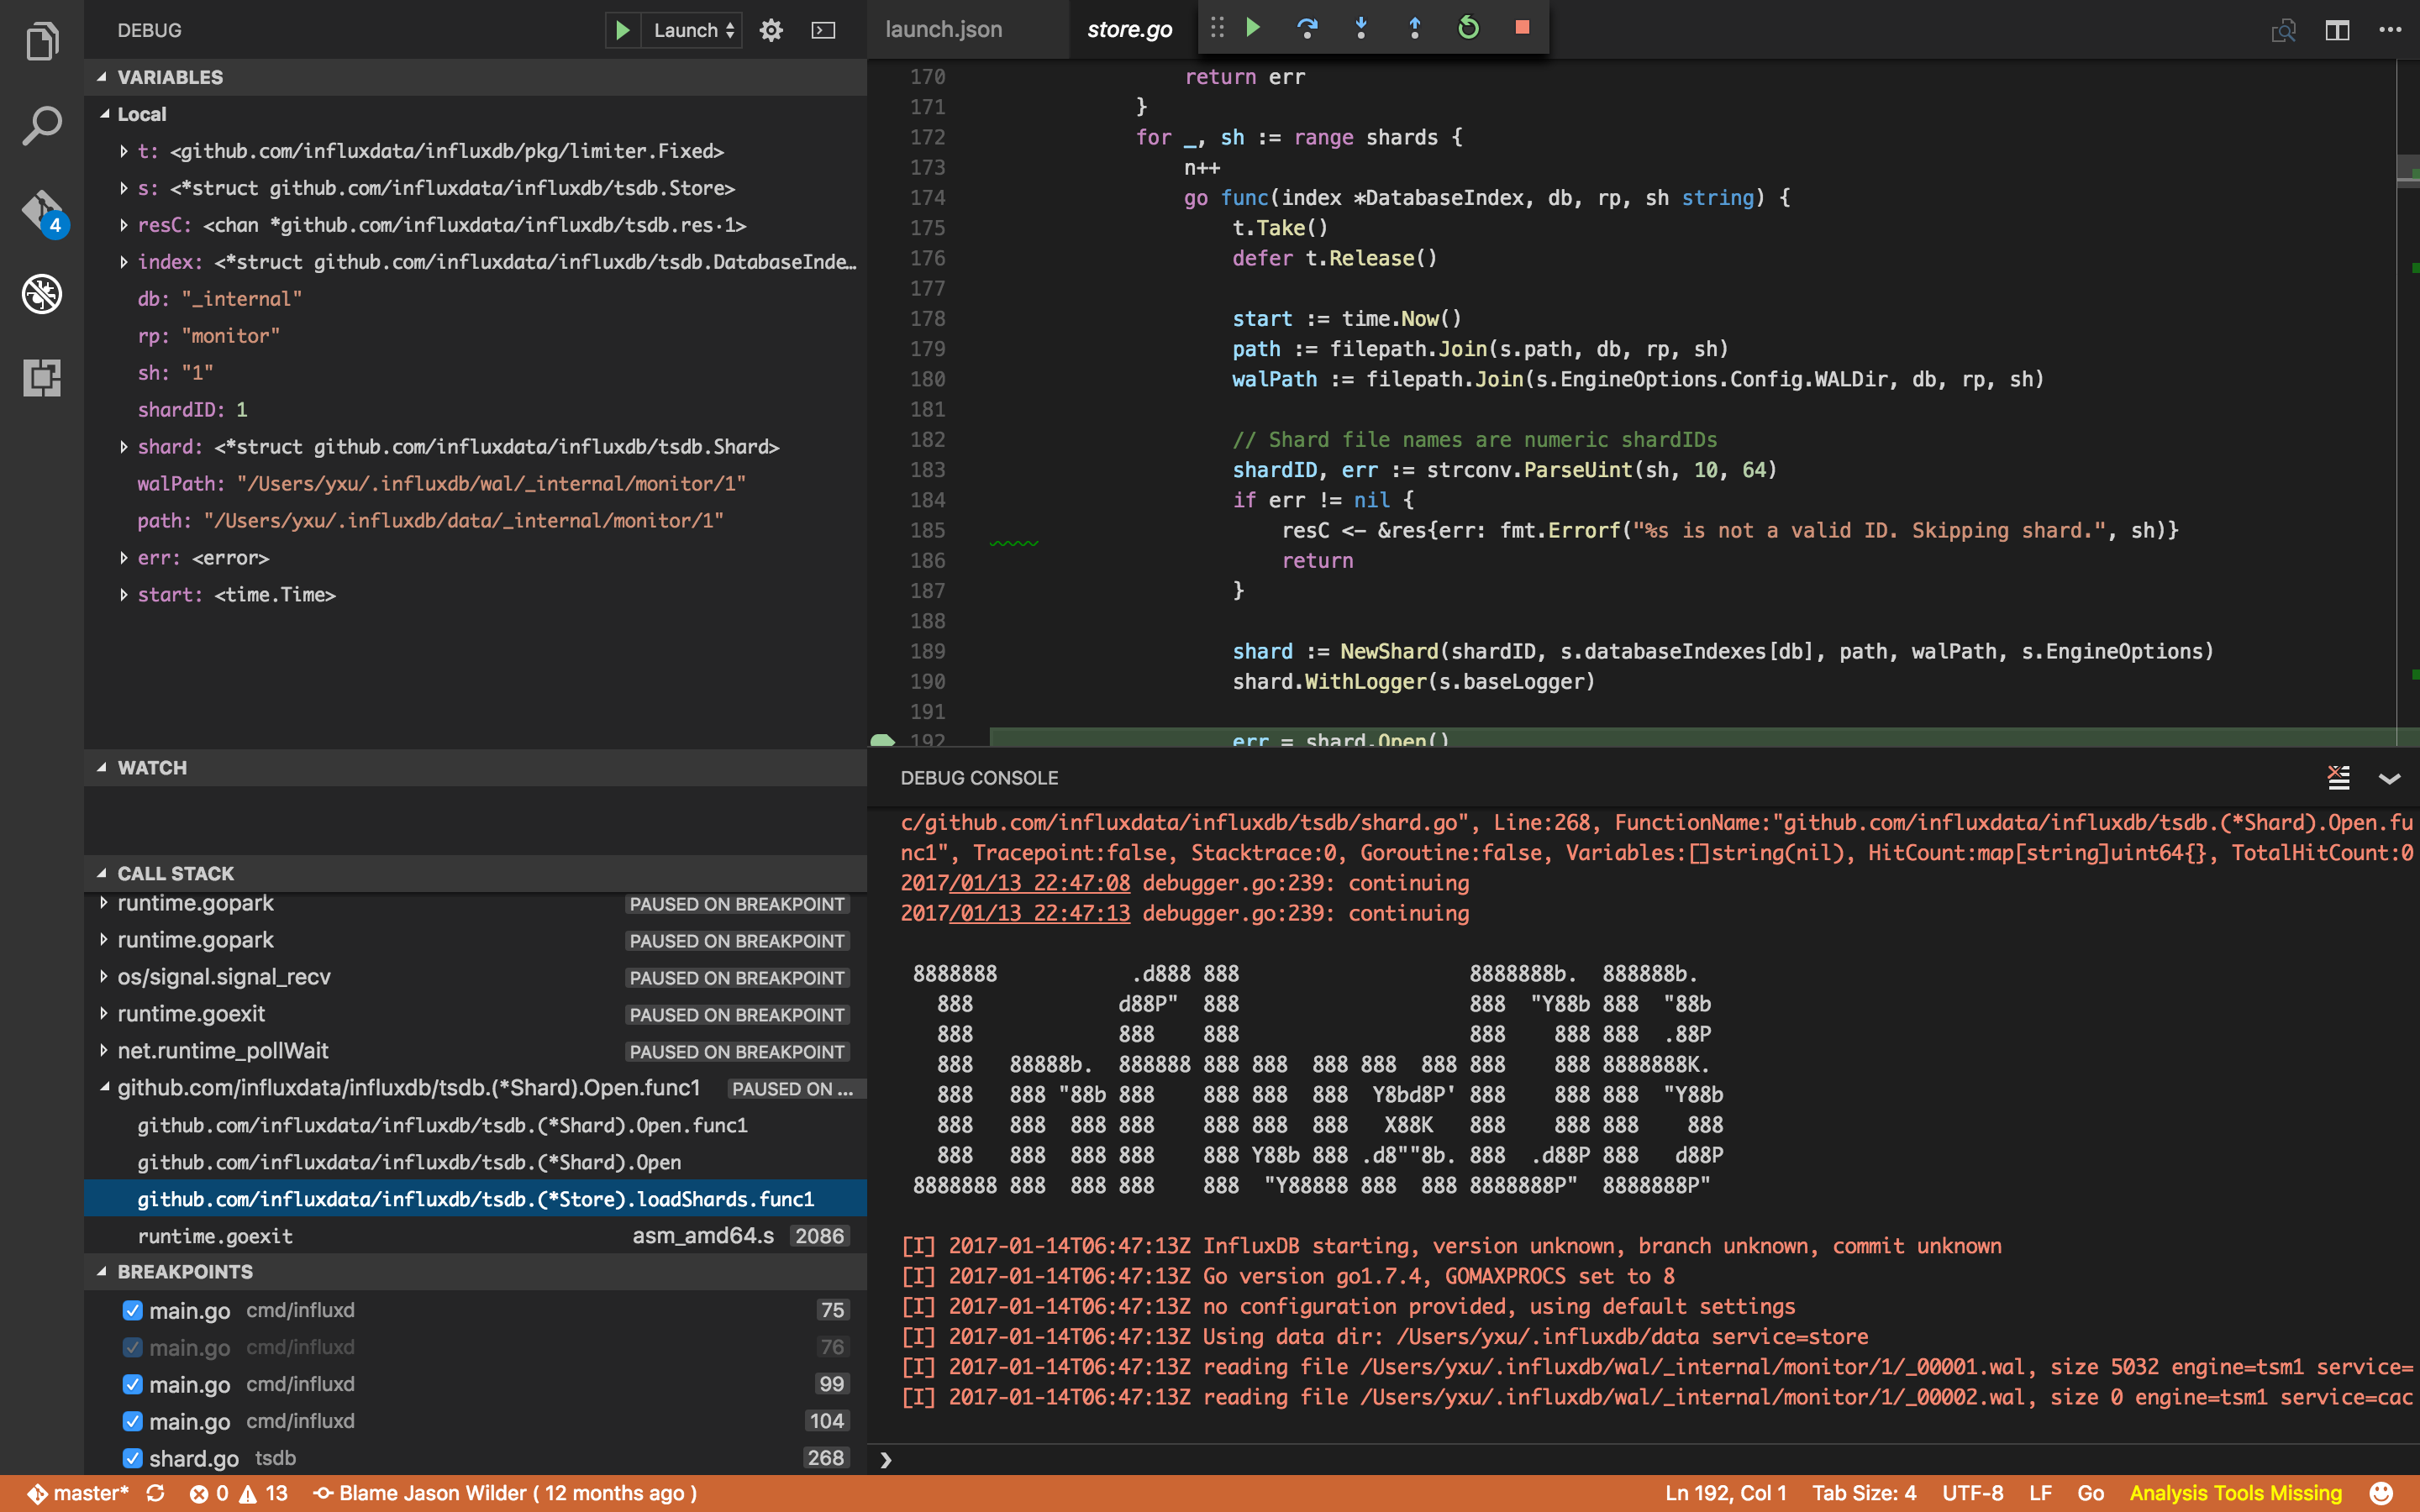 DEBUG
Launch
VARIABLES
Local
t: <github.com/influxdata/influxdb/pkg/limiter.Fixed>
s: <*struct github.com/influxdata/influxdb/tsdb.Store>
resC: <chan *github.com/influxdata/influxdb/tsdb.res·1>
index: <*struct github.com/influxdata/influxdb/tsdb.DatabaseInde…
db: "_internal"
rp: "monitor"
sh: "1"
shardID: 1
shard: <*struct github.com/influxdata/influxdb/tsdb.Shard>
walPath: "/Users/yxu/.influxdb/wal/_internal/monitor/1"
path: "/Users/yxu/.influxdb/data/_internal/monitor/1"
err: <error>
start: <time.Time>
4
WATCH
CALL STACK
runtime.gopark PAUSED ON BREAKPOINT
runtime.gopark PAUSED ON BREAKPOINT
os/signal.signal_recv PAUSED ON BREAKPOINT
runtime.goexit PAUSED ON BREAKPOINT
net.runtime_pollWait PAUSED ON BREAKPOINT
github.com/influxdata/influxdb/tsdb.(*Shard).Open.func1 PAUSED ON ...
github.com/influxdata/influxdb/tsdb.(*Shard).Open.func1
github.com/influxdata/influxdb/tsdb.(*Shard).Open
github.com/influxdata/influxdb/tsdb.(*Store).loadShards.func1
runtime.goexit asm_amd64.s 2086
BREAKPOINTS
main.go cmd/influxd 75
main.go cmd/influxd 76
main.go cmd/influxd 99
main.go cmd/influxd 104
shard.go tsdb 268
launch.json store.go
170 return err
171 }
172 for _, sh := range shards {
173 n++
174 go func(index *DatabaseIndex, db, rp, sh string) {
175 t.Take()
176 defer t.Release()
177
178 start := time.Now()
179 path := filepath.Join(s.path, db, rp, sh)
180 walPath := filepath.Join(s.EngineOptions.Config.WALDir, db, rp, sh)
181
182 // Shard file names are numeric shardIDs
183 shardID, err := strconv.ParseUint(sh, 10, 64)
184 if err != nil {
185 resC <- &res{err: fmt.Errorf("%s is not a valid ID. Skipping shard.", sh)}
186 return
187 }
188
189 shard := NewShard(shardID, s.databaseIndexes[db], path, walPath, s.EngineOptions)
190 shard.WithLogger(s.baseLogger)
191
192 err = shard.Open()
DEBUG CONSOLE
c/github.com/influxdata/influxdb/tsdb/shard.go", Line:268, FunctionName:"github.com/influxdata/influxdb/tsdb.(*Shard).Open.fu
nc1", Tracepoint:false, Stacktrace:0, Goroutine:false, Variables:[]string(nil), HitCount:map[string]uint64{}, TotalHitCount:0
2017/01/13 22:47:08 debugger.go:239: continuing
2017/01/13 22:47:13 debugger.go:239: continuing
 8888888           .d888 888                   8888888b.  888888b.
   888            d88P"  888                   888  "Y88b 888  "88b
   888            888    888                   888    888 888  .88P
   888   88888b.  888888 888 888  888 888  888 888    888 8888888K.
   888   888 "88b 888    888 888  888  Y8bd8P' 888    888 888  "Y88b
   888   888  888 888    888 888  888   X88K   888    888 888    888
   888   888  888 888    888 Y88b 888 .d8""8b. 888  .d88P 888   d88P
 8888888 888  888 888    888  "Y88888 888  888 8888888P"  8888888P"
[I] 2017-01-14T06:47:13Z InfluxDB starting, version unknown, branch unknown, commit unknown
[I] 2017-01-14T06:47:13Z Go version go1.7.4, GOMAXPROCS set to 8
[I] 2017-01-14T06:47:13Z no configuration provided, using default settings
[I] 2017-01-14T06:47:13Z Using data dir: /Users/yxu/.influxdb/data service=store
[I] 2017-01-14T06:47:13Z reading file /Users/yxu/.influxdb/wal/_internal/monitor/1/_00001.wal, size 5032 engine=tsm1 service=
[I] 2017-01-14T06:47:13Z reading file /Users/yxu/.influxdb/wal/_internal/monitor/1/_00002.wal, size 0 engine=tsm1 service=cac
master* 0 13 Blame Jason Wilder ( 12 months ago ) Ln 192, Col 1 Tab Size: 4 UTF-8 LF Go Analysis Tools Missing